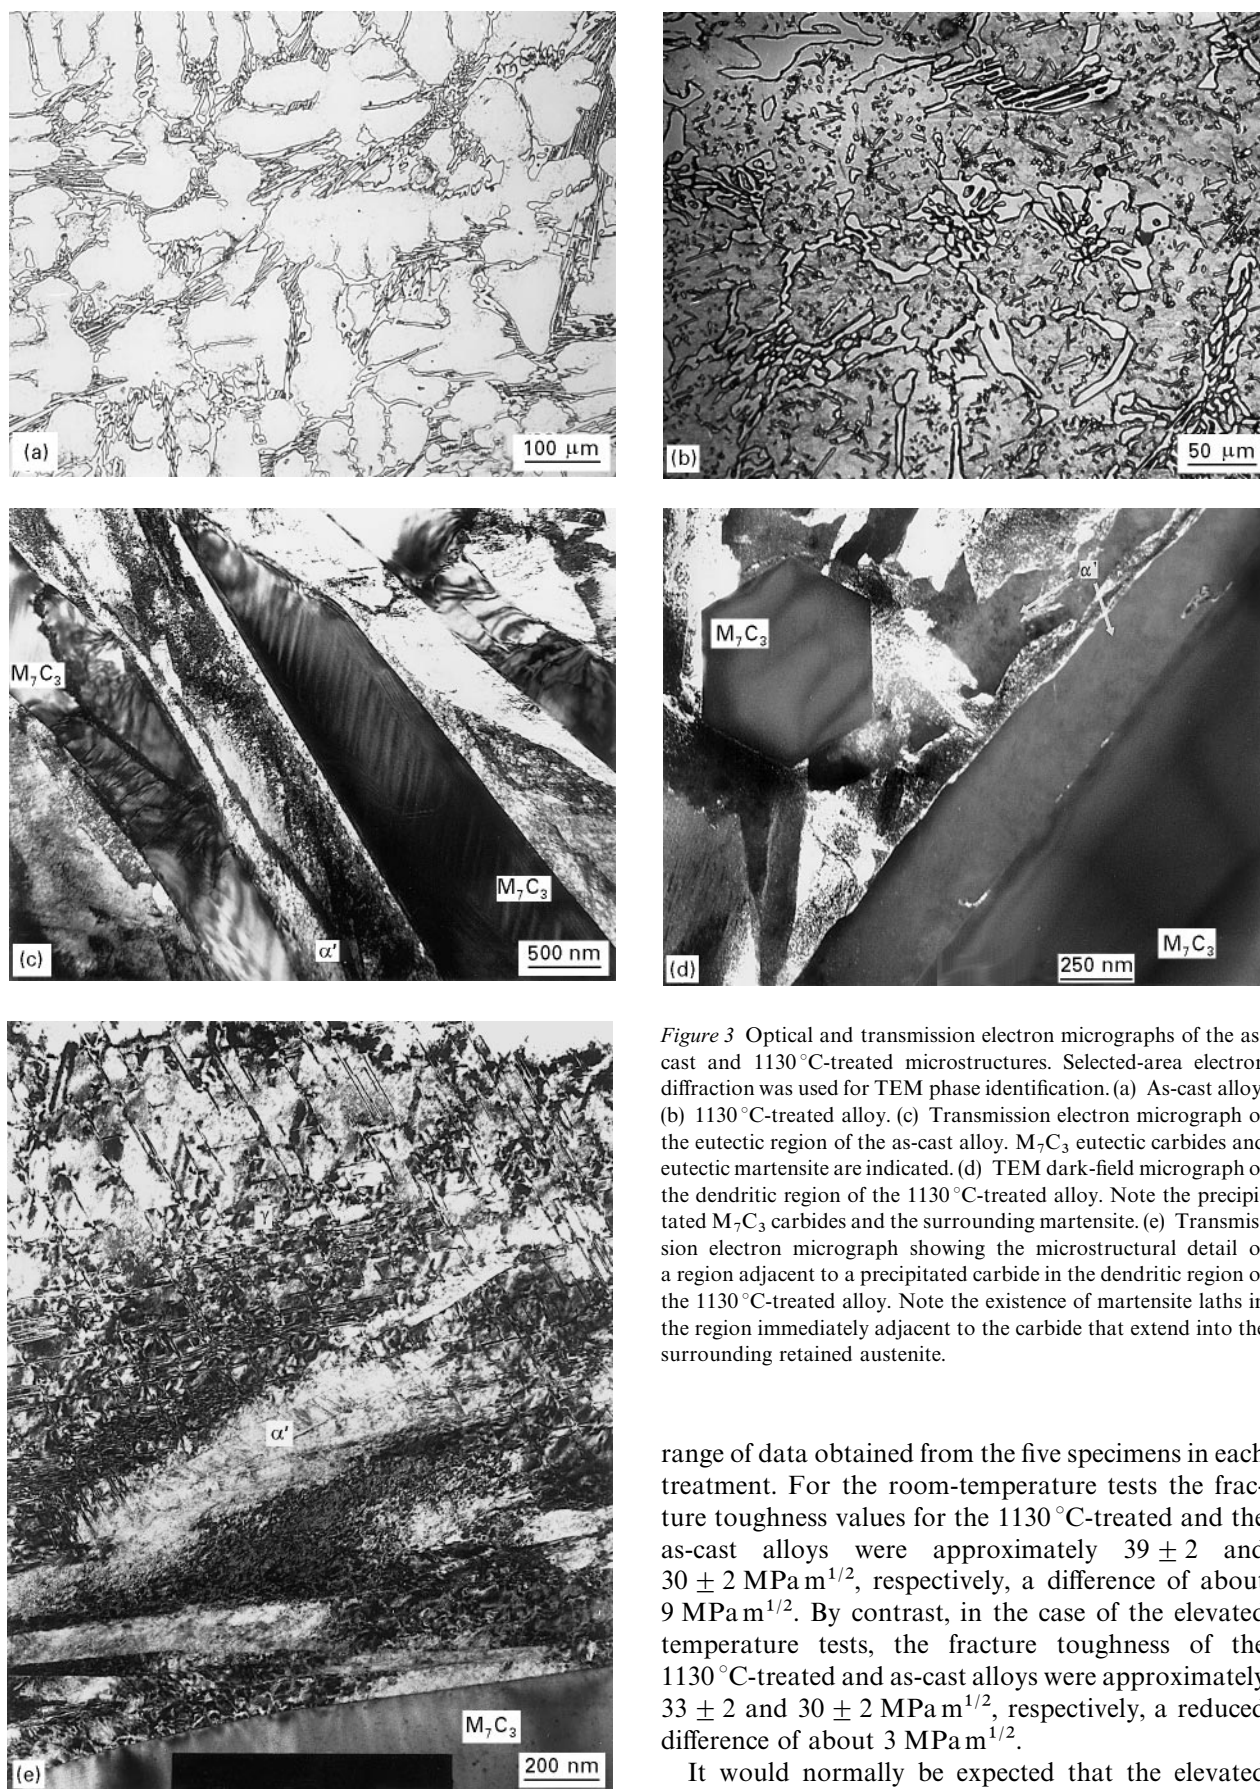 (a)
100 μm
(b)
50 μm
M₇C₃
M₇C₃
α'
(c)
500 nm
M₇C₃
α'
M₇C₃
(d)
250 nm
γ
α'
M₇C₃
(e)
200 nm
Figure 3 Optical and transmission electron micrographs of the as-
cast and 1130 °C-treated microstructures. Selected-area electron
diffraction was used for TEM phase identification. (a) As-cast alloy
(b) 1130 °C-treated alloy. (c) Transmission electron micrograph o
the eutectic region of the as-cast alloy. M₇C₃ eutectic carbides and
eutectic martensite are indicated. (d) TEM dark-field micrograph o
the dendritic region of the 1130 °C-treated alloy. Note the precipi-
tated M₇C₃ carbides and the surrounding martensite. (e) Transmis-
sion electron micrograph showing the microstructural detail o
a region adjacent to a precipitated carbide in the dendritic region o
the 1130 °C-treated alloy. Note the existence of martensite laths in
the region immediately adjacent to the carbide that extend into the
surrounding retained austenite.
range of data obtained from the five specimens in each
treatment. For the room-temperature tests the frac-
ture toughness values for the 1130 °C-treated and the
as-cast alloys were approximately 39 ± 2 and
30 ± 2 MPa m^1/2, respectively, a difference of about
9 MPa m^1/2. By contrast, in the case of the elevated
temperature tests, the fracture toughness of the
1130 °C-treated and as-cast alloys were approximately
33 ± 2 and 30 ± 2 MPa m^1/2, respectively, a reduced
difference of about 3 MPa m^1/2.
It would normally be expected that the elevated